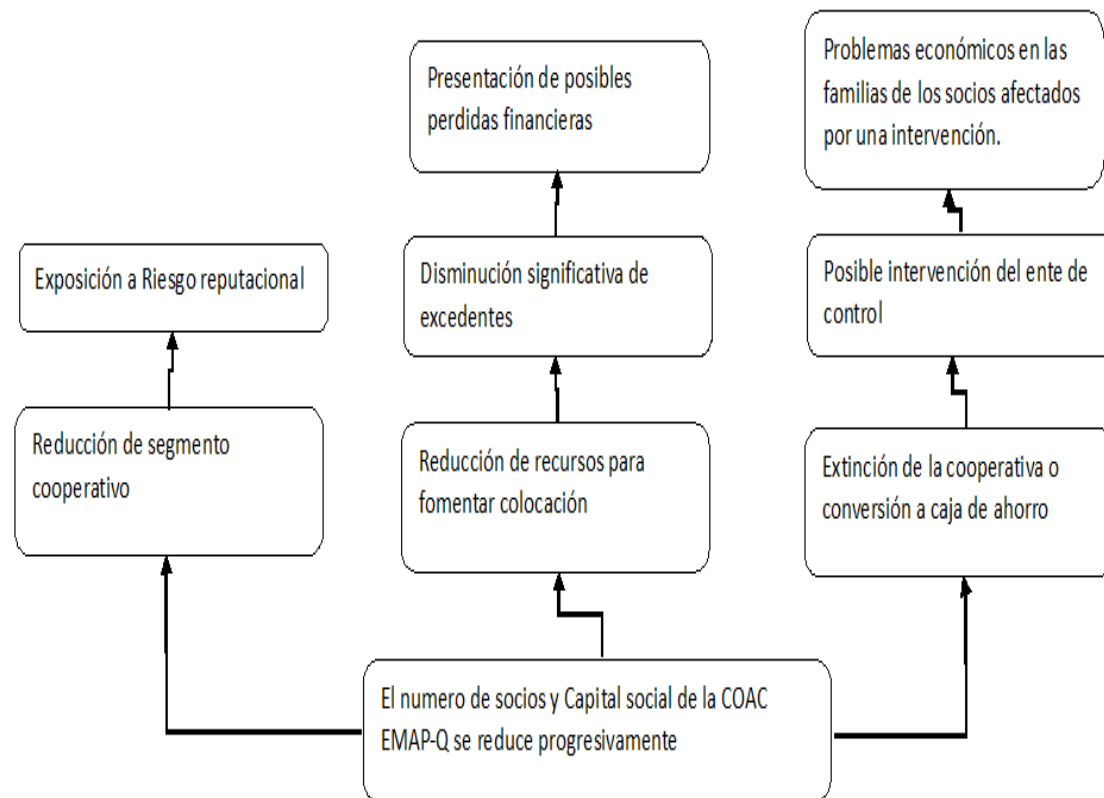 Problemas económicos en las
familias de los socios afectados
por una intervención.
Presentación de posibles
perdidas financieras
Exposición a Riesgo reputacional
Disminución significativa de
excedentes
Posible intervención del ente de
control
Reducción de segmento
cooperativo
Reducción de recursos para
fomentar colocación
Extinción de la cooperativa o
conversión a caja de ahorro
El numero de socios y Capital social de la COAC
EMAP-Q se reduce progresivamente